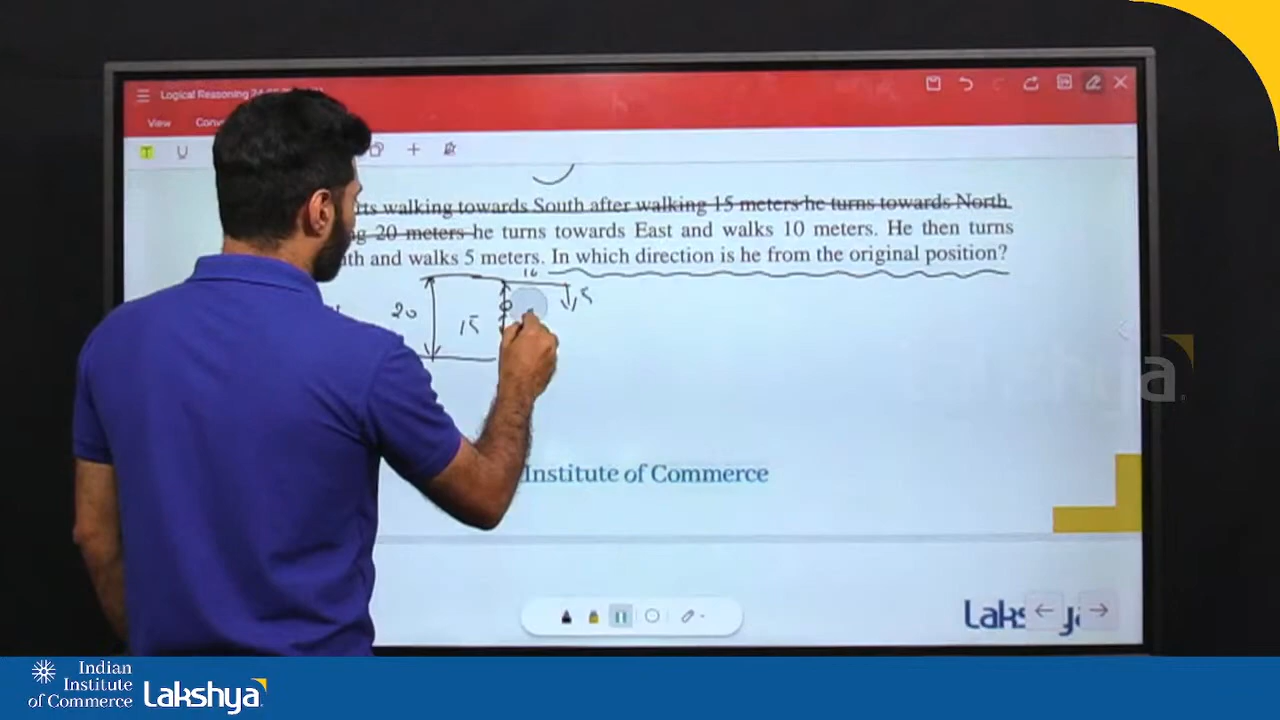 Logical Reasoning
View
T U
rts walking towards South after walking 15 meters he turns towards North
ng 20 meters he turns towards East and walks 10 meters. He then turns
th and walks 5 meters. In which direction is he from the original position?
10
20
15
5
Institute of Commerce
Indian
Institute
of Commerce
Lakshya